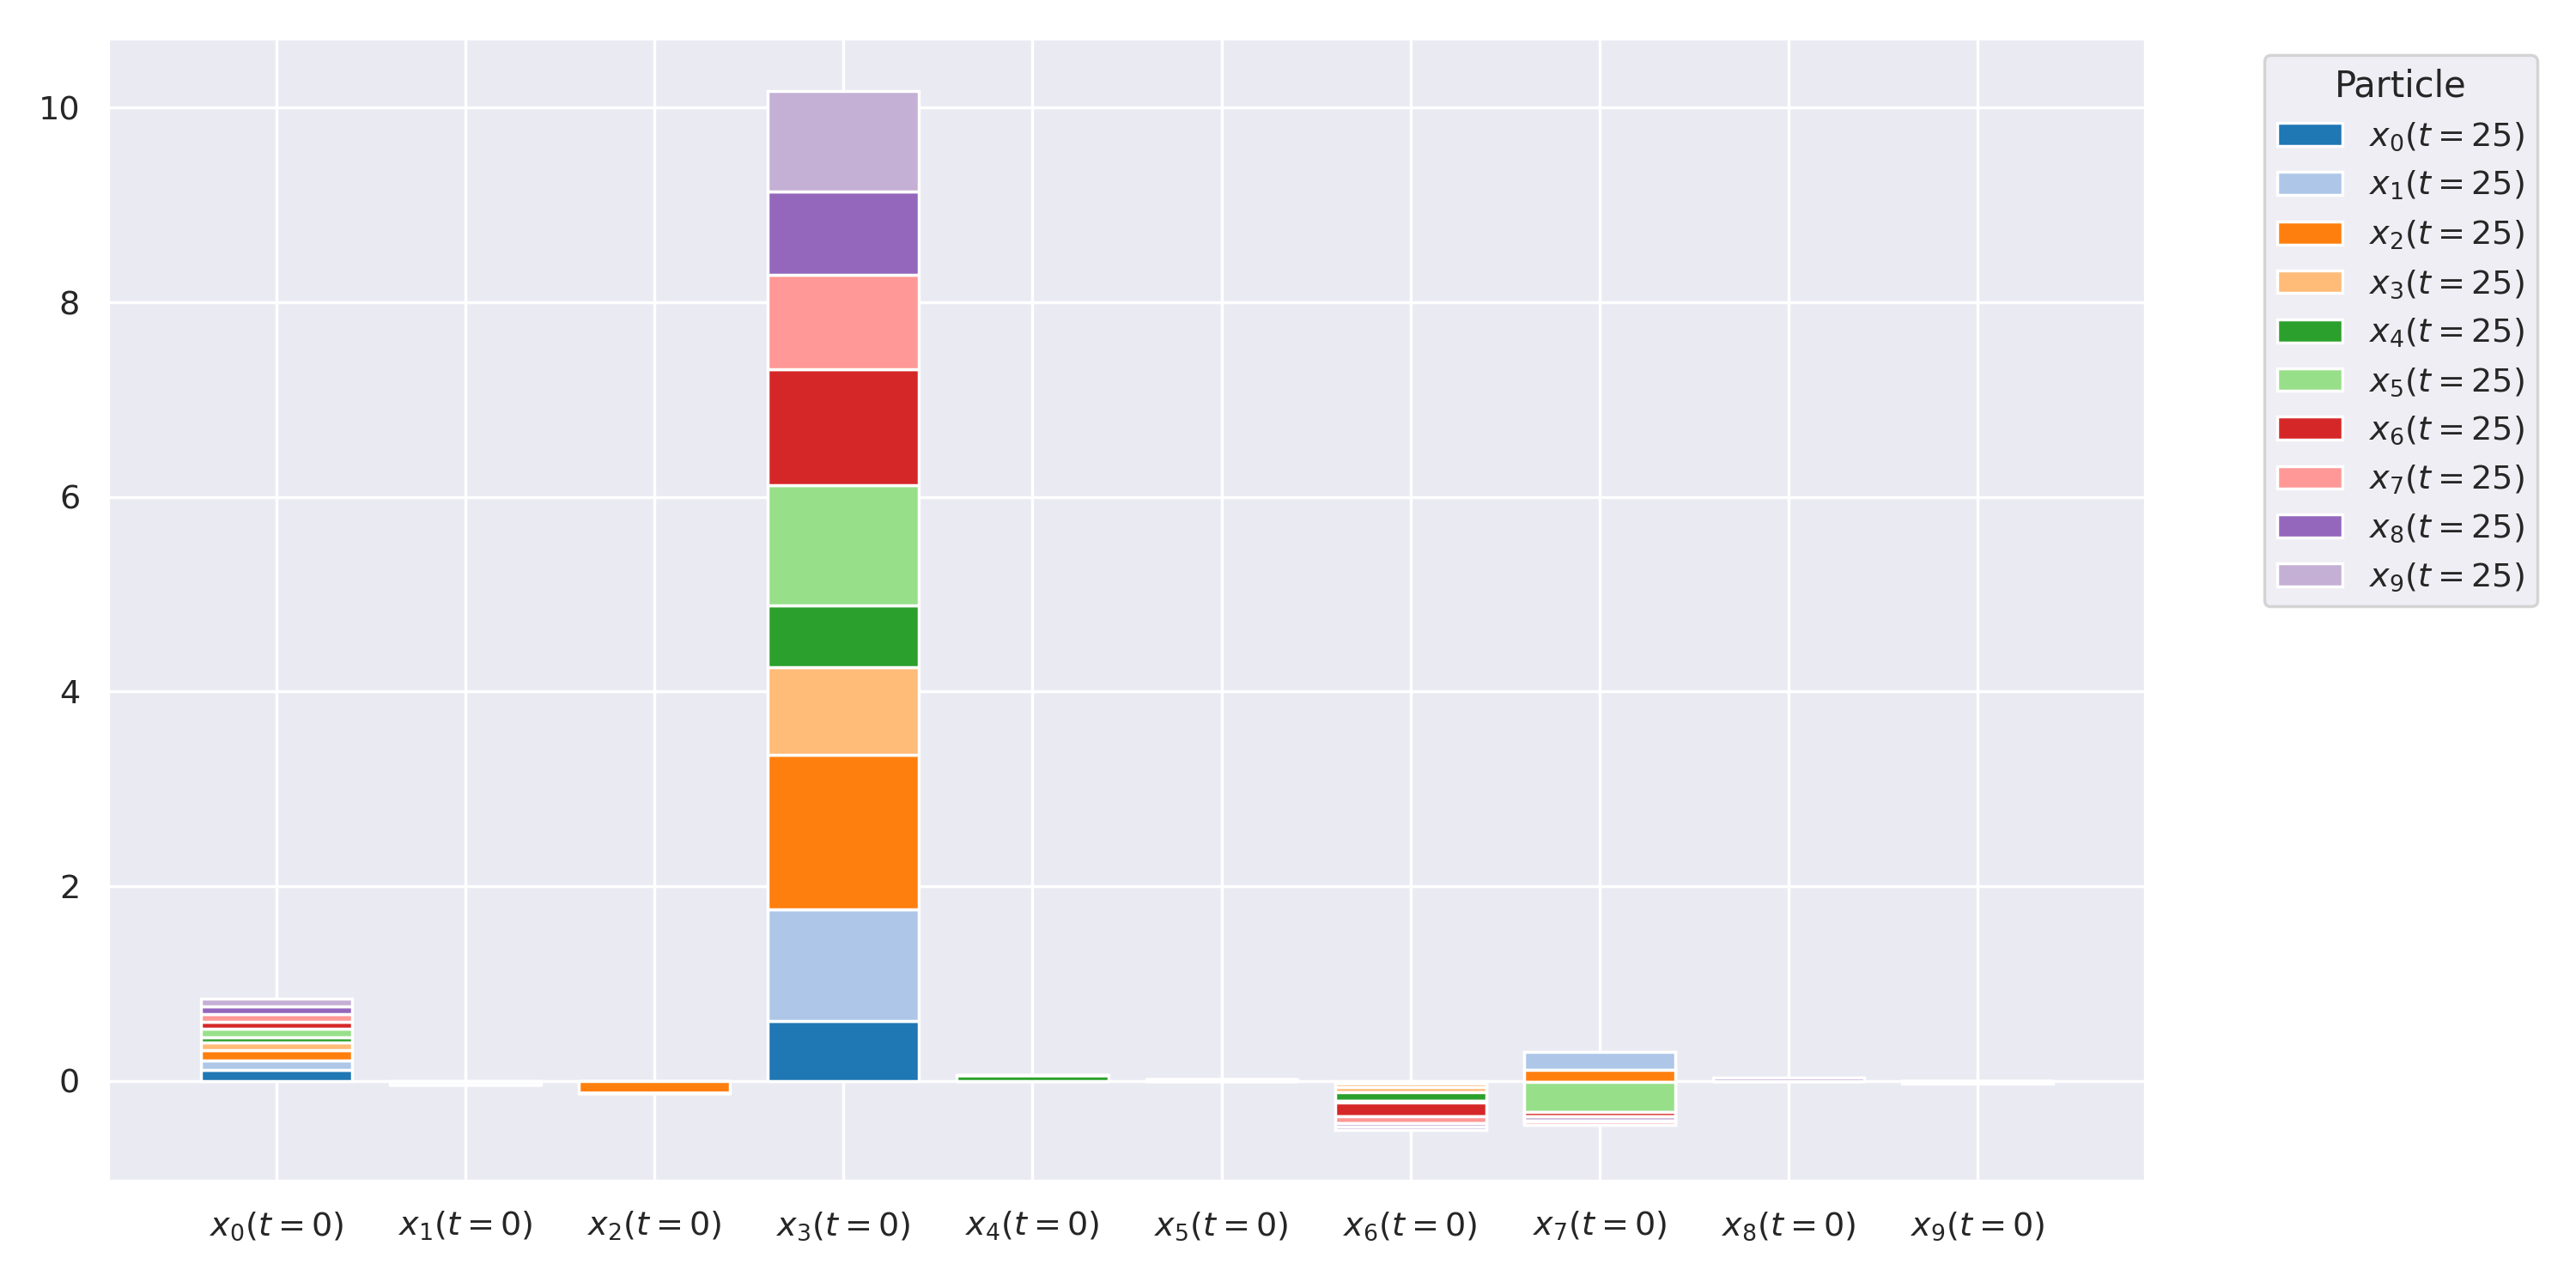 10
8
6
4
2
0
x₀(t = 0) x₁(t = 0) x₂(t = 0) x₃(t = 0) x₄(t = 0) x₅(t = 0) x₆(t = 0) x₇(t = 0) x₈(t = 0) x₉(t = 0)
Particle
x₀(t = 25)
x₁(t = 25)
x₂(t = 25)
x₃(t = 25)
x₄(t = 25)
x₅(t = 25)
x₆(t = 25)
x₇(t = 25)
x₈(t = 25)
x₉(t = 25)